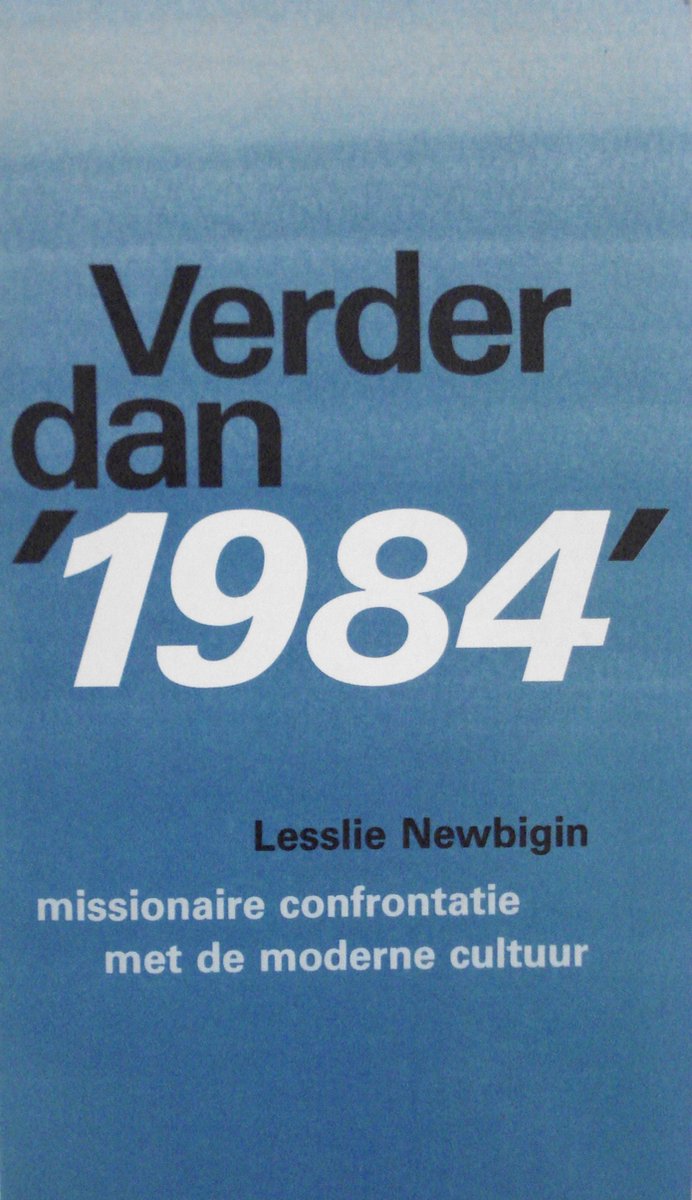 Verder
dan
'1984'
Lesslie Newbigin
missionaire confrontatie
met de moderne cultuur